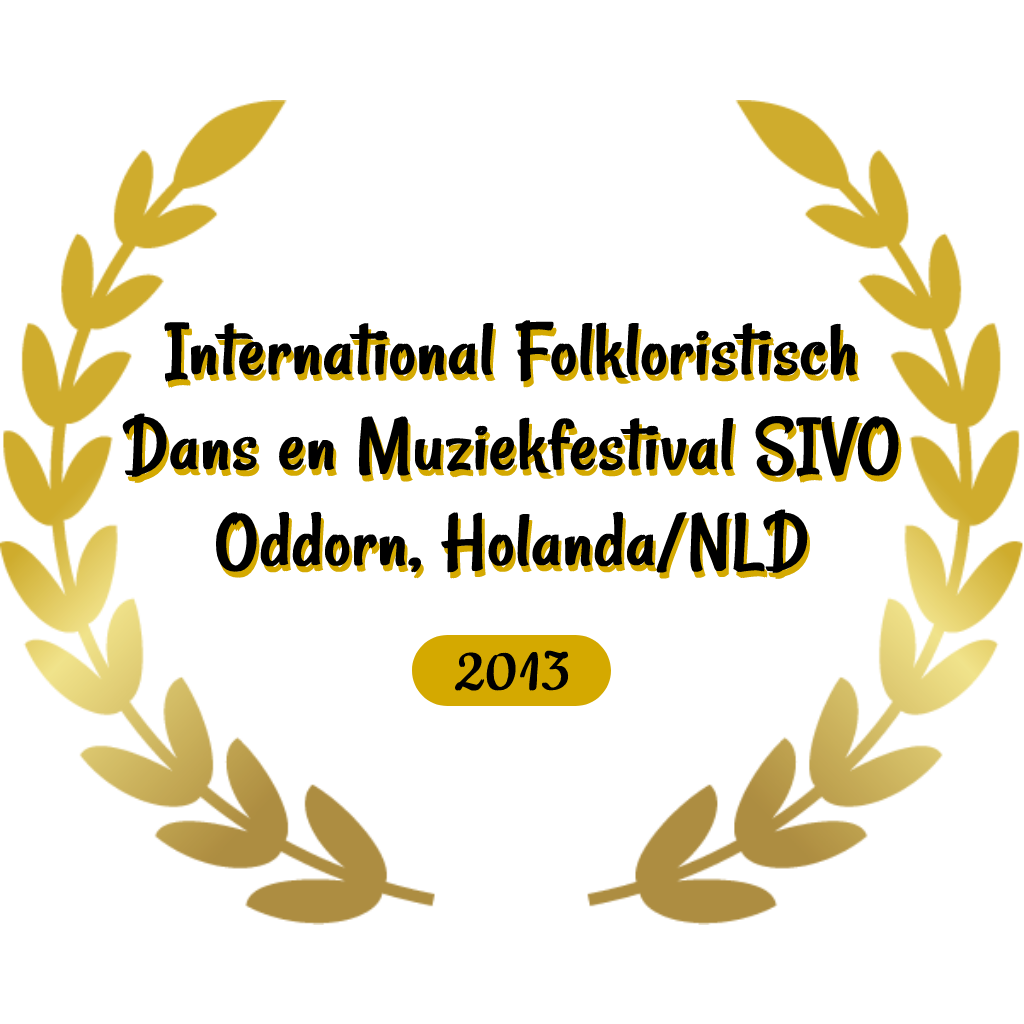 International Folkloristisch
Dans en Muziekfestival SIVO
Oddorn, Holanda/NLD
2013